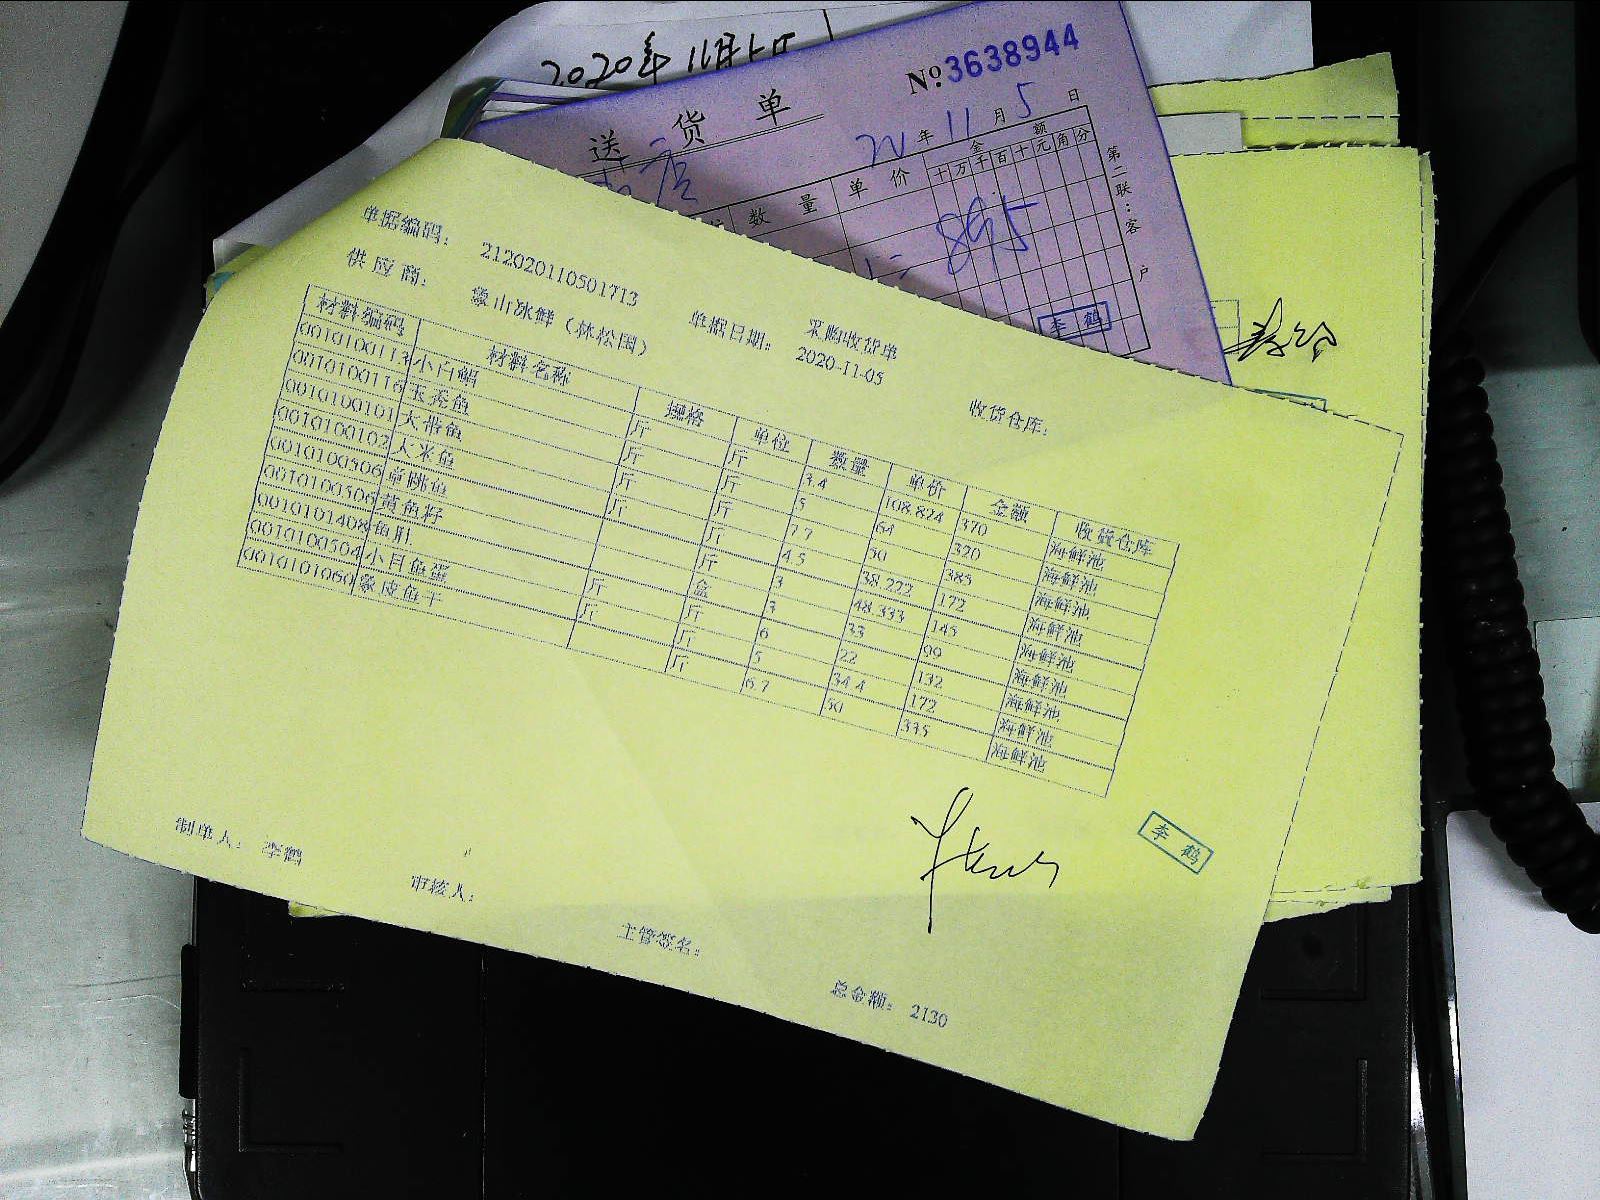 2020年11月
送货单
No.3638944
20年11月5日
数量 单价 金额
十万千百十元角分
895
第二联:客户
李鹤
采购收货单
单据编码: 212020110501713 单据日期: 2020-11-05 收货仓库:
供应商: 象山冰鲜(林松国)
材料编码 材料名称 规格 单位 数量 单价 金额 收货仓库
0010100113 小白虾 斤 斤 3.4 108.824 370 海鲜池
0010100116 玉秃鱼 斤 斤 5 64 320 海鲜池
0010100101 大带鱼 斤 斤 7.7 50 385 海鲜池
0010100102 大米鱼 斤 斤 4.5 38.222 172 海鲜池
0010100506 章跳鱼 斤 3 48.333 145 海鲜池
0010100506 黄鱼籽 盒 3 33 99 海鲜池
0010101408 鱼肚 斤 斤 6 22 132 海鲜池
0010100504 小目鱼蛋 斤 斤 5 34.4 172 海鲜池
0010101060 鳗虎鱼干 斤 6.7 50 335 海鲜池
李鹤
制单人: 李鹤 审核人: 主管签名: 总金额: 2130